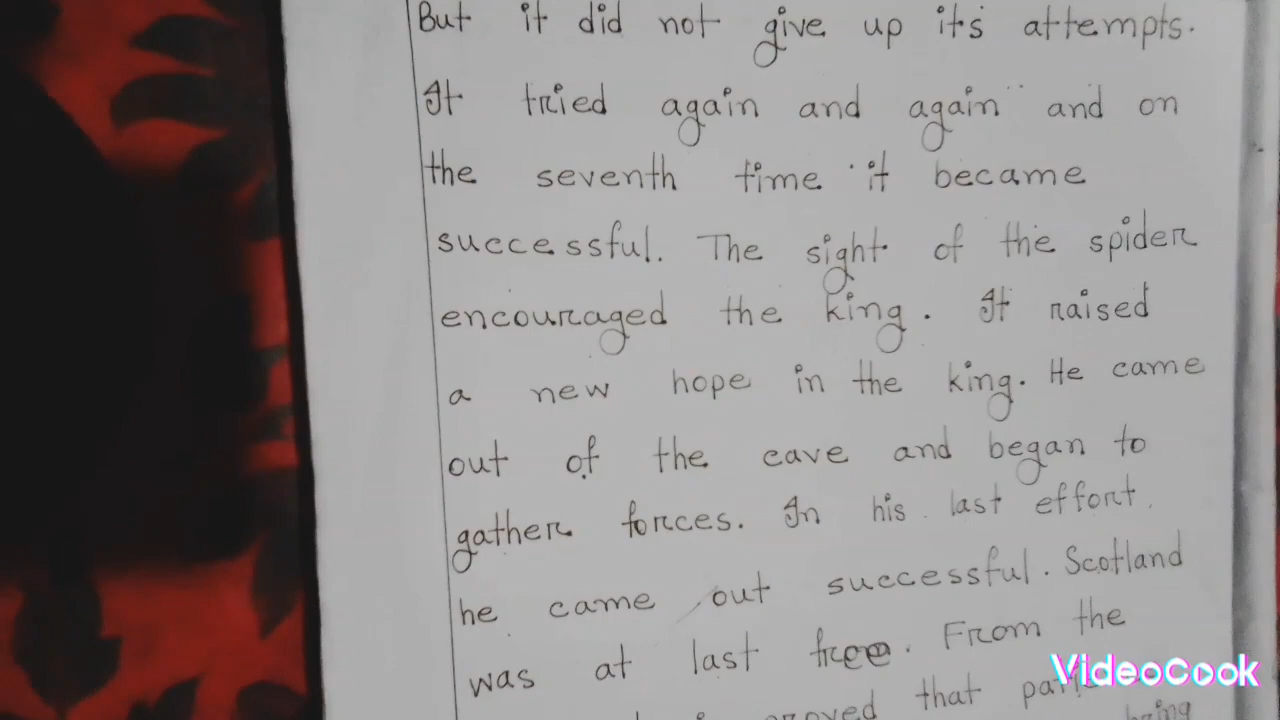 But it did not give up its attempts.
It tried again and again and on
the seventh time it became
successful. The sight of the spider
encouraged the king. It raised
a new hope in the king. He came
out of the cave and began to
gather forces. In his last effort
he came out successful. Scotland
was at last free. From the
proved that
VideoCook